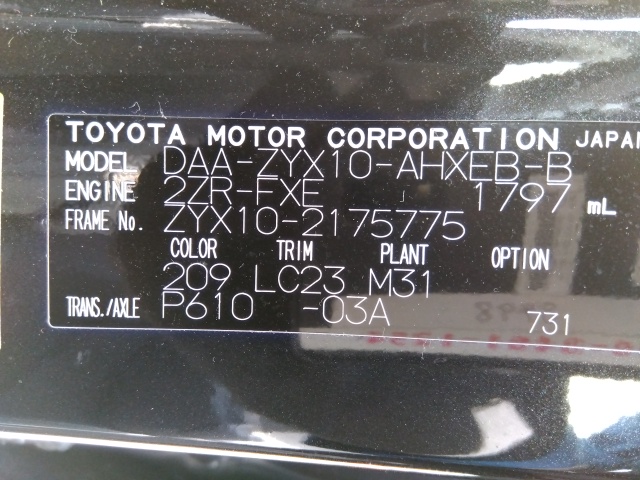 TOYOTA MOTOR CORPORATION JAPAN
MODEL DAA-ZYX10-AHXEB-B
ENGINE 2ZR-FXE 1797 mL
FRAME No. ZYX10-2175775
COLOR TRIM PLANT OPTION
209 LC23 M31
TRANS./AXLE P610 -03A 731